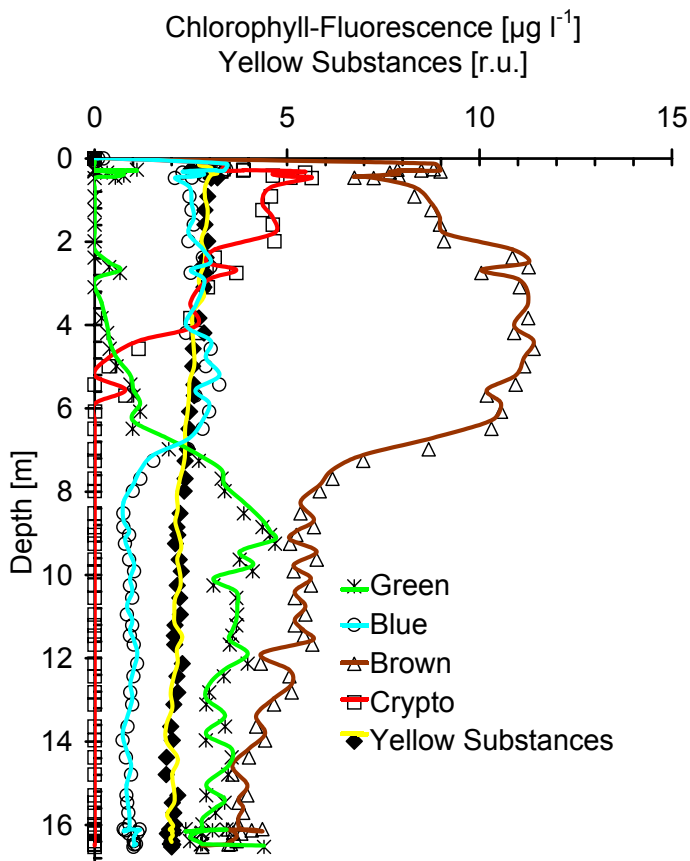 Chlorophyll-Fluorescence [µg l⁻¹]
Yellow Substances [r.u.]
0 5 10 15
0
2
4
6
8
10
12
14
16
Depth [m]
Green
Blue
Brown
Crypto
Yellow Substances